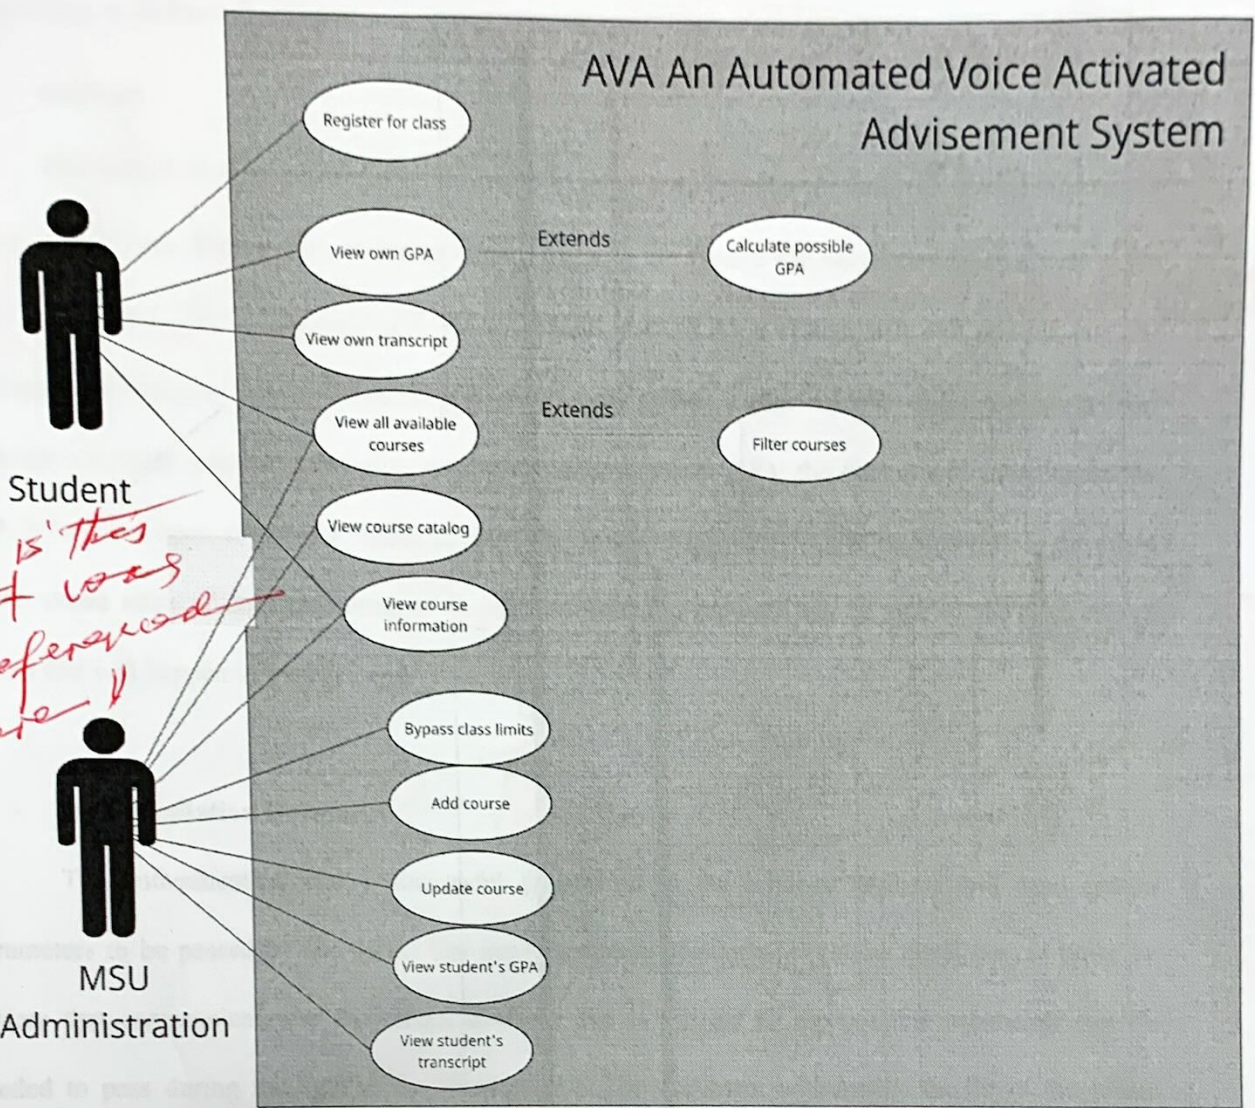 AVA An Automated Voice Activated
Advisement System
Register for class
View own GPA
Extends
Calculate possible
GPA
View own transcript
View all available
courses
Extends
Filter courses
Student
is this
View course catalog
View course
information
Bypass class limits
Add course
Update course
View student's GPA
MSU
Administration
View student's
transcript